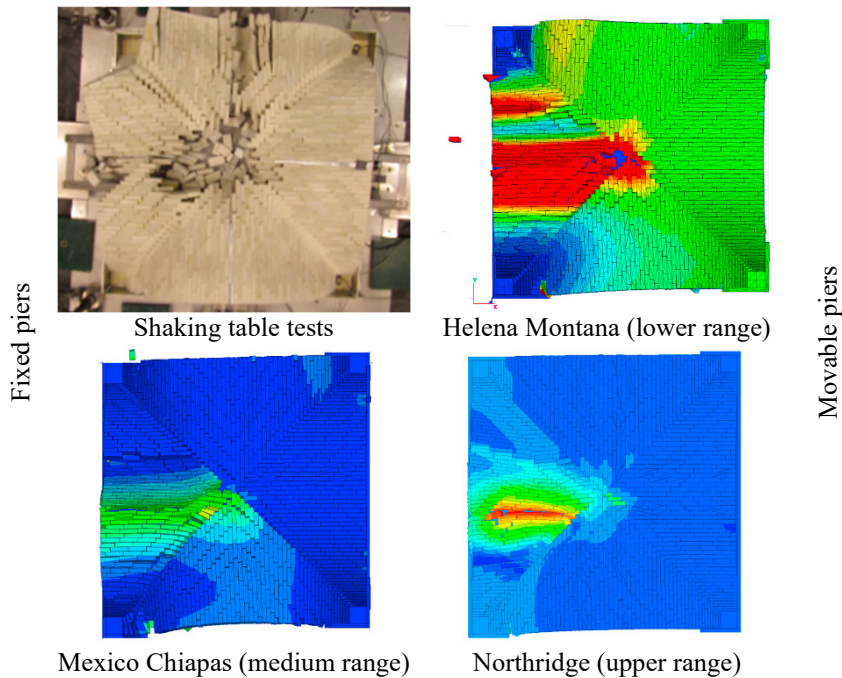 Fixed piers
Shaking table tests
Helena Montana (lower range)
Movable piers
Mexico Chiapas (medium range)
Northridge (upper range)